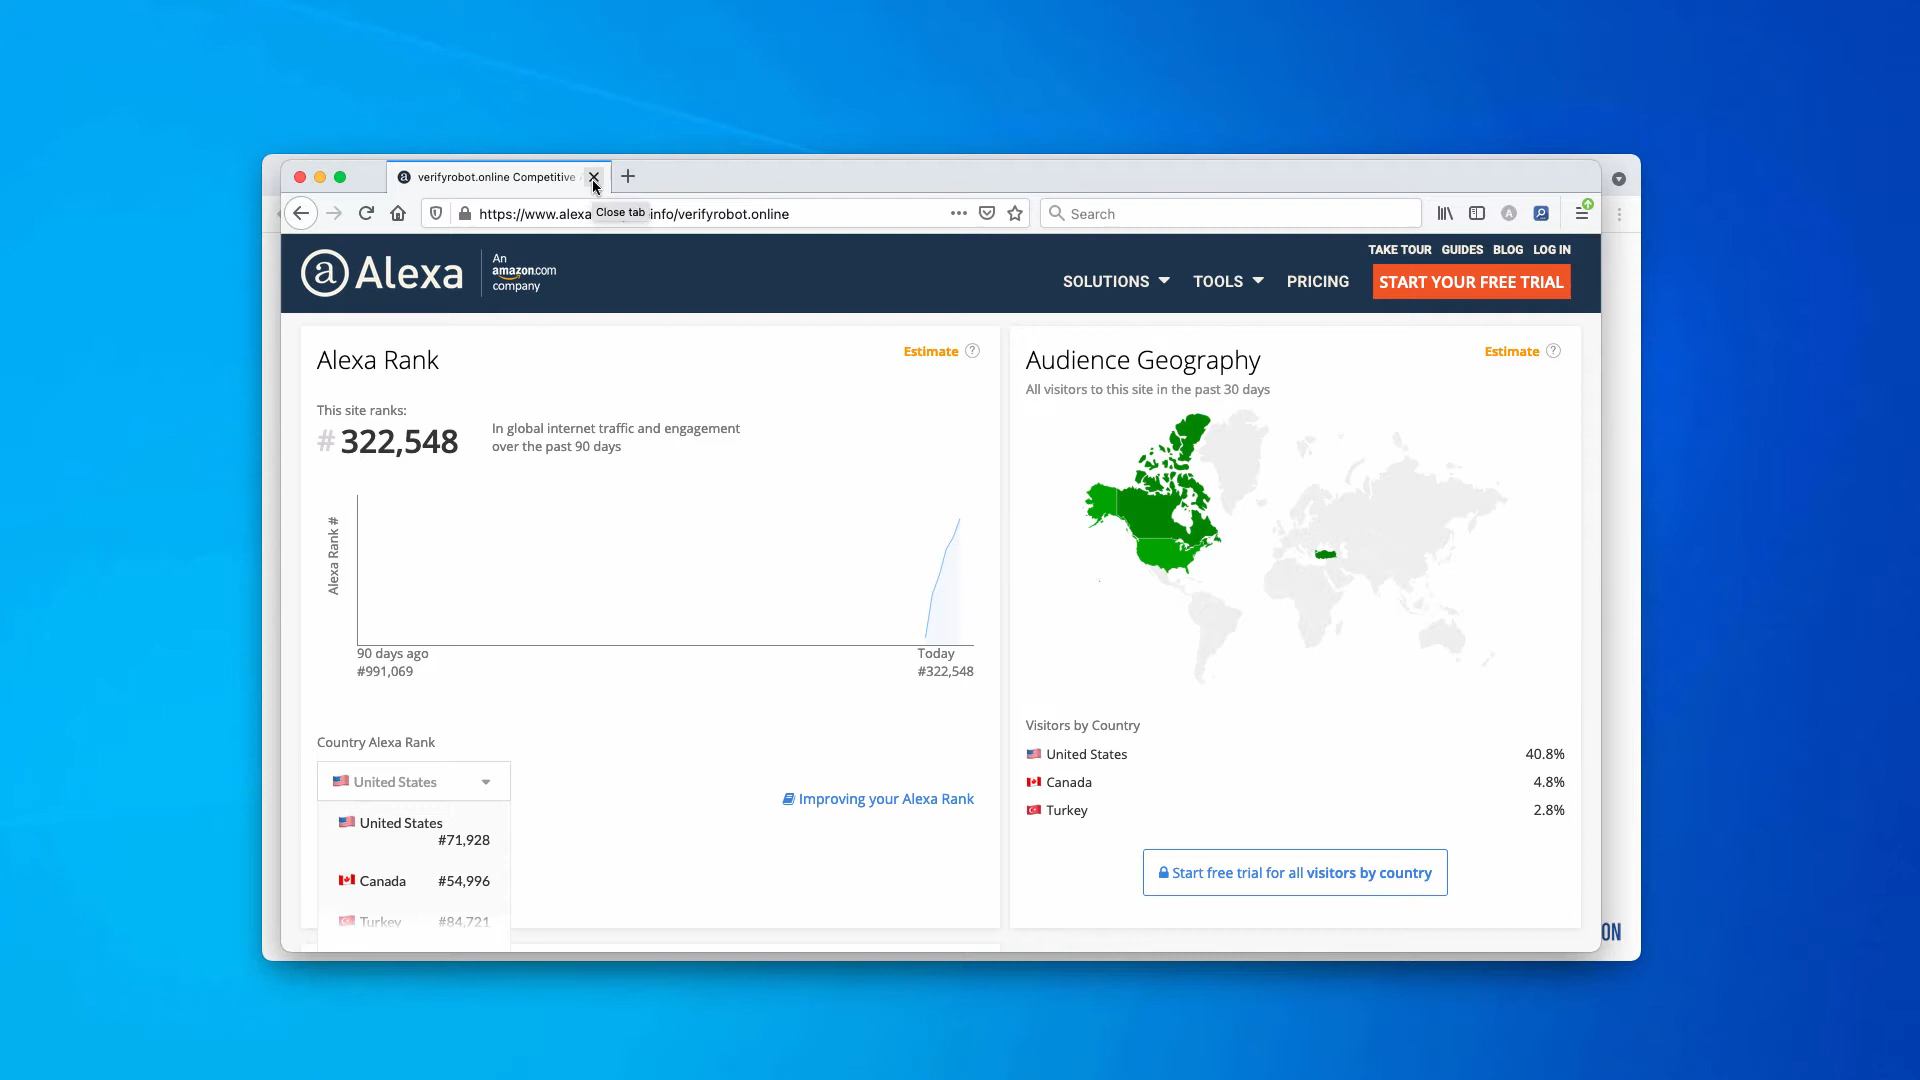 verifyrobot.online Competitive
https://www.alexa
info/verifyrobot.online
Close tab
Search
Alexa
An
amazon.com
company
TAKE TOUR GUIDES BLOG LOG IN
SOLUTIONS TOOLS PRICING START YOUR FREE TRIAL
Alexa Rank
Estimate ?
This site ranks:
# 322,548
In global internet traffic and engagement
over the past 90 days
Alexa Rank #
90 days ago
#991,069
Today
#322,548
Country Alexa Rank
United States
United States
#71,928
Canada #54,996
Turkey #84,721
Improving your Alexa Rank
Audience Geography
Estimate ?
All visitors to this site in the past 30 days
Visitors by Country
United States 40.8%
Canada 4.8%
Turkey 2.8%
Start free trial for all visitors by country
ON